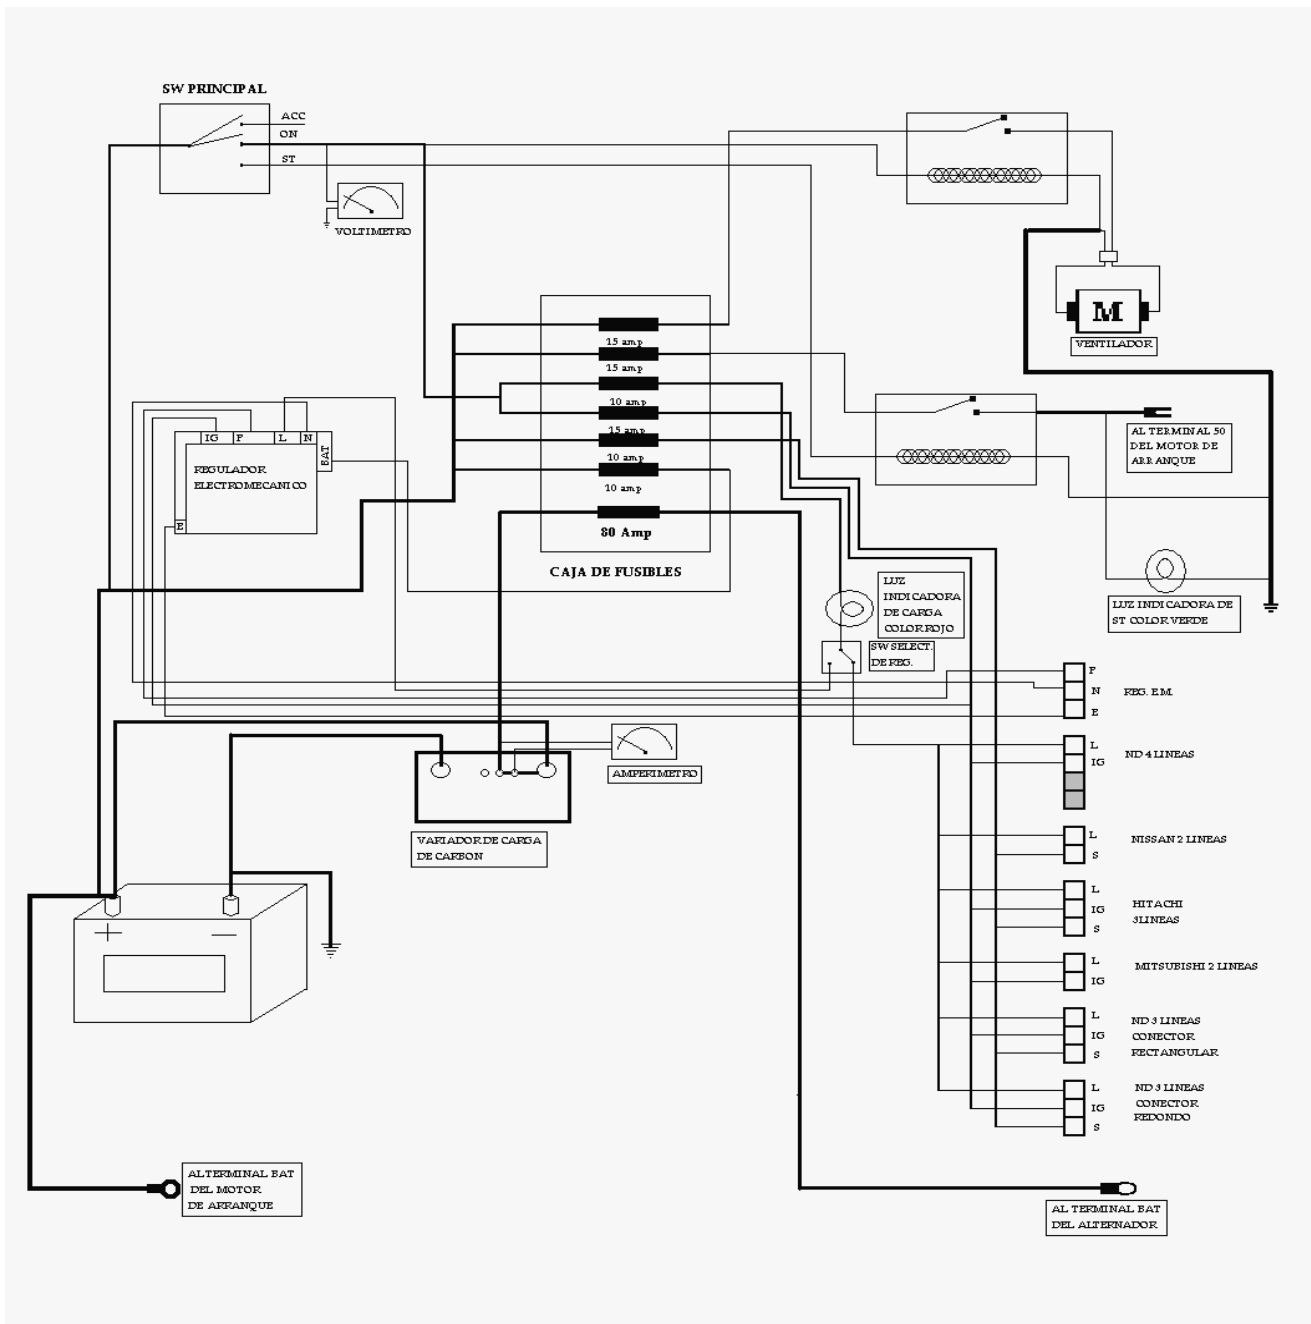 SW PRINCIPAL
ACC
ON
ST
VOLTIMETRO
M
VENTILADOR
15 amp
15 amp
10 amp
15 amp
10 amp
10 amp
80 Amp
CAJA DE FUSIBLES
IG F L N
BAT
REGULADOR
ELECTROMECANICO
E
AL TERMINAL 50
DEL MOTOR DE
ARRANQUE
LUZ
INDICADORA
DE CARGA
COLOR ROJO
LUZ INDICADORA DE
ST COLOR VERDE
SW SELECT.
DE REG.
F
N
E
REG. E.M.
L
IG
ND 4 LINEAS
AMPERIMETRO
VARIADOR DE CARGA
DE CARBON
L
S
NISSAN 2 LINEAS
L
IG
S
HITACHI
3LINEAS
L
IG
MITSUBISHI 2 LINEAS
L
IG
S
ND 3 LINEAS
CONECTOR
RECTANGULAR
L
IG
S
ND 3 LINEAS
CONECTOR
REDONDO
+ −
AL TERMINAL BAT
DEL MOTOR
DE ARRANQUE
AL TERMINAL BAT
DEL ALTERNADOR